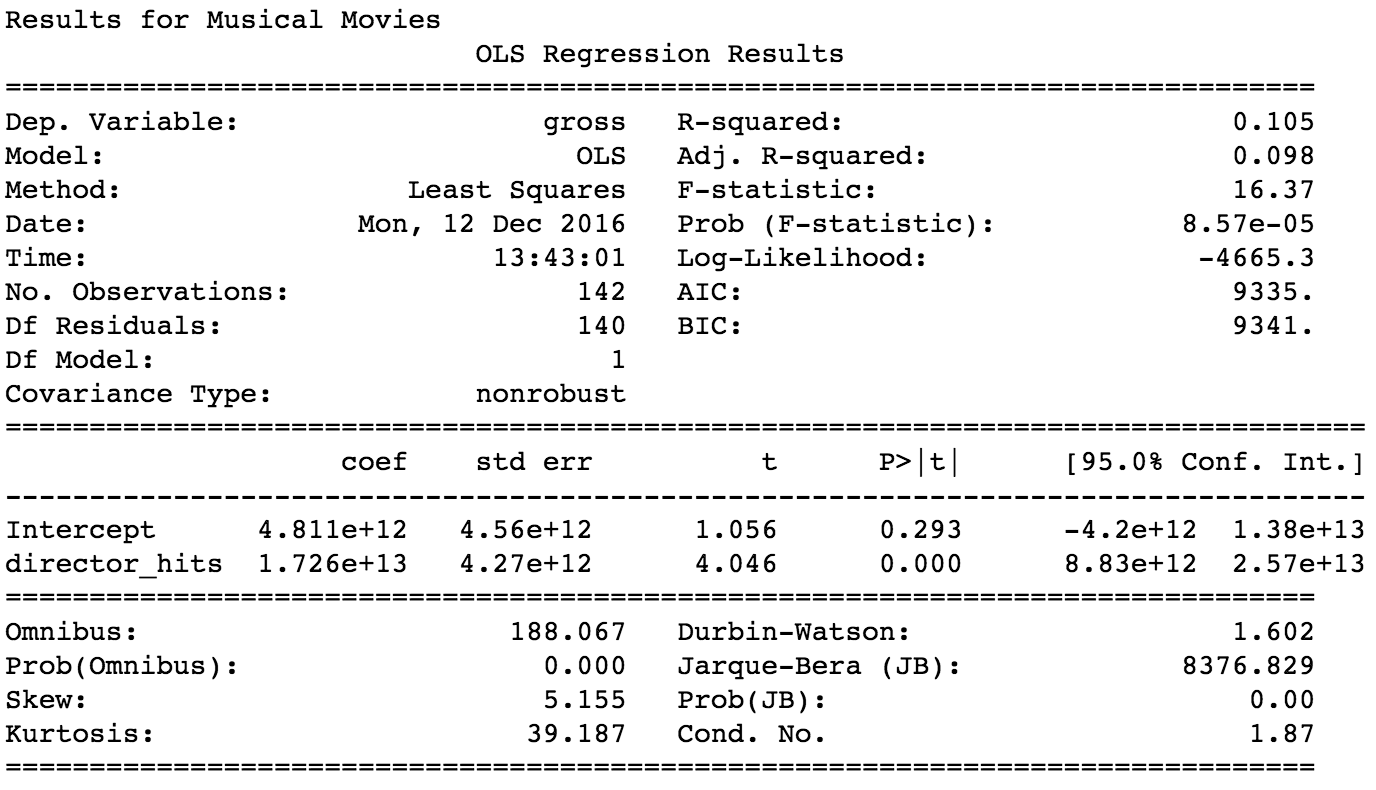 Results for Musical Movies
OLS Regression Results
==============================================================================
Dep. Variable: gross R-squared: 0.105
Model: OLS Adj. R-squared: 0.098
Method: Least Squares F-statistic: 16.37
Date: Mon, 12 Dec 2016 Prob (F-statistic): 8.57e-05
Time: 13:43:01 Log-Likelihood: -4665.3
No. Observations: 142 AIC: 9335.
Df Residuals: 140 BIC: 9341.
Df Model: 1
Covariance Type: nonrobust
=================================================================================
coef std err t P>|t| [95.0% Conf. Int.]
---------------------------------------------------------------------------------
Intercept 4.811e+12 4.56e+12 1.056 0.293 -4.2e+12 1.38e+13
director_hits 1.726e+13 4.27e+12 4.046 0.000 8.83e+12 2.57e+13
==============================================================================
Omnibus: 188.067 Durbin-Watson: 1.602
Prob(Omnibus): 0.000 Jarque-Bera (JB): 8376.829
Skew: 5.155 Prob(JB): 0.00
Kurtosis: 39.187 Cond. No. 1.87
==============================================================================